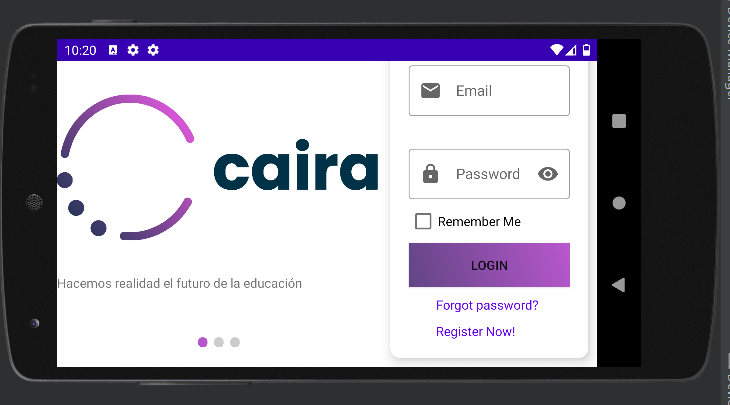 10:20
caira
Hacemos realidad el futuro de la educación
Email
Password
Remember Me
LOGIN
Forgot password?
Register Now!